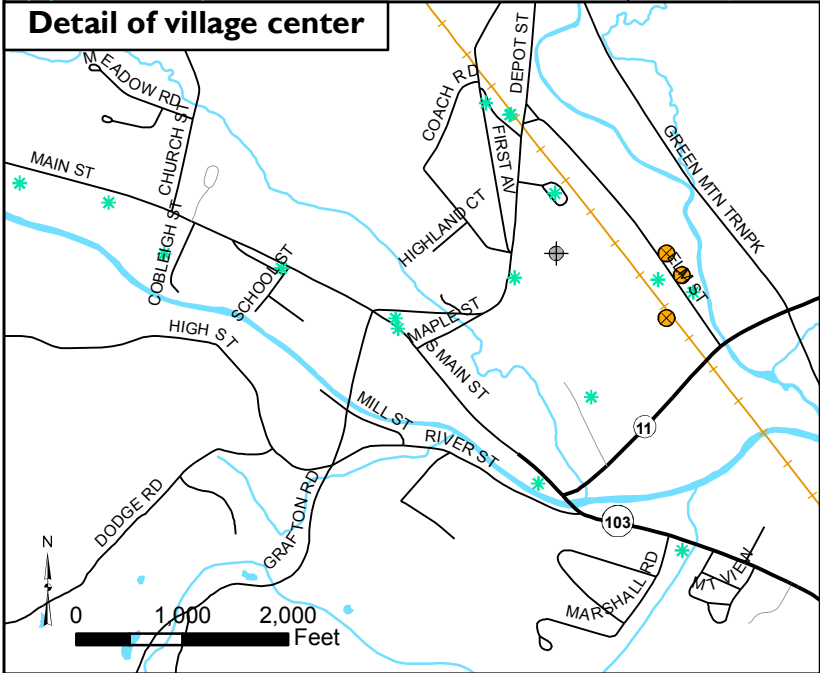 Detail of village center
MEADOW RD
CHURCH ST
MAIN ST
COBLEIGH ST
SCHOOL ST
HIGH ST
COACH RD
DEPOT ST
FIRST AV
HIGHLAND CT
GREEN MTN TRNPK
ELM ST
MAPLE ST
S MAIN ST
MILL ST
RIVER ST
11
103
DODGE RD
GRAFTON RD
MARSHALL RD
MT VIEW
N
0 1,000 2,000
Feet